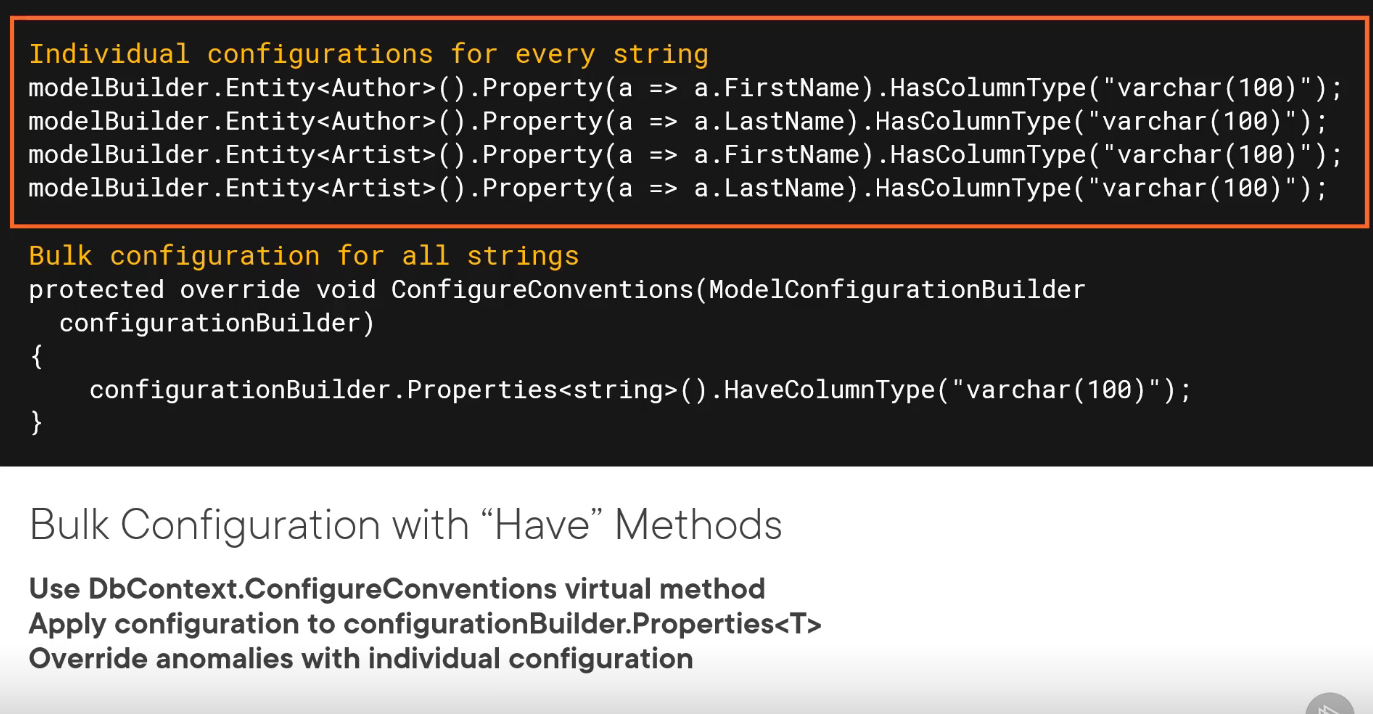 Individual configurations for every string
modelBuilder.Entity<Author>().Property(a => a.FirstName).HasColumnType("varchar(100)");
modelBuilder.Entity<Author>().Property(a => a.LastName).HasColumnType("varchar(100)");
modelBuilder.Entity<Artist>().Property(a => a.FirstName).HasColumnType("varchar(100)");
modelBuilder.Entity<Artist>().Property(a => a.LastName).HasColumnType("varchar(100)");
Bulk configuration for all strings
protected override void ConfigureConventions(ModelConfigurationBuilder
  configurationBuilder)
{
    configurationBuilder.Properties<string>().HaveColumnType("varchar(100)");
}
Bulk Configuration with “Have” Methods
Use DbContext.ConfigureConventions virtual method
Apply configuration to configurationBuilder.Properties<T>
Override anomalies with individual configuration